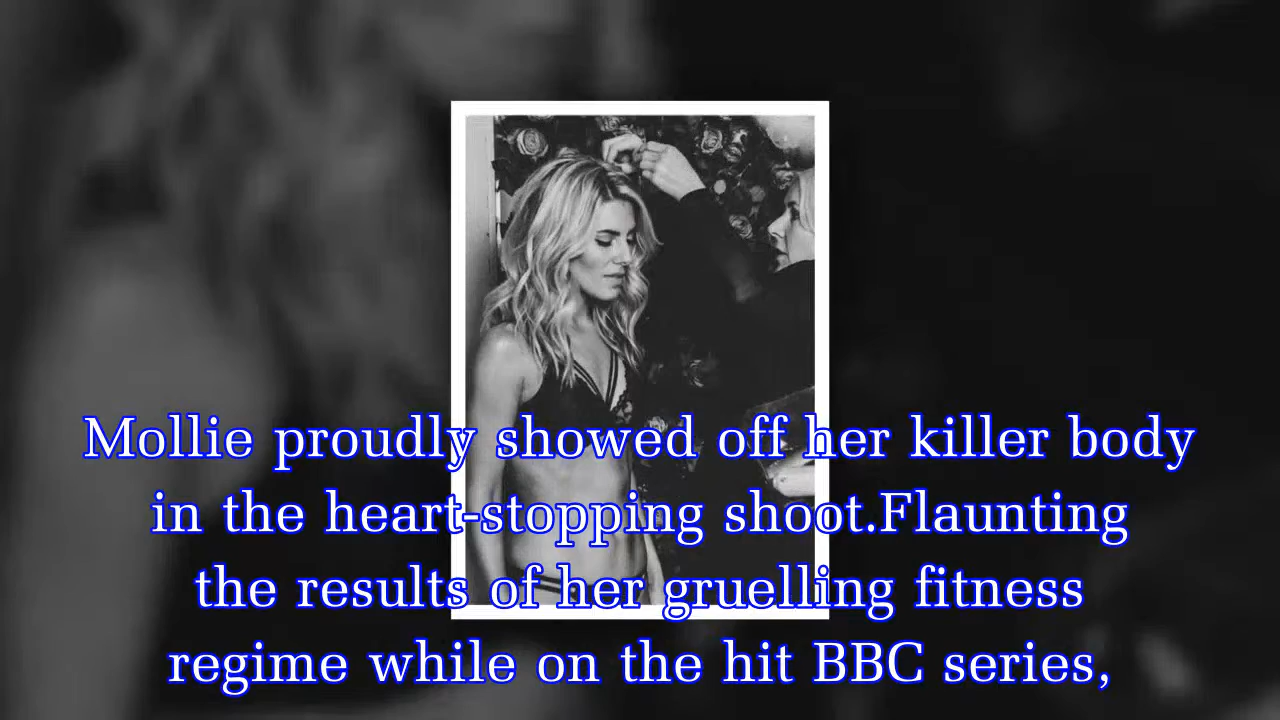 Mollie proudly showed off her killer body
in the heart-stopping shoot.Flaunting
the results of her gruelling fitness
regime while on the hit BBC series,